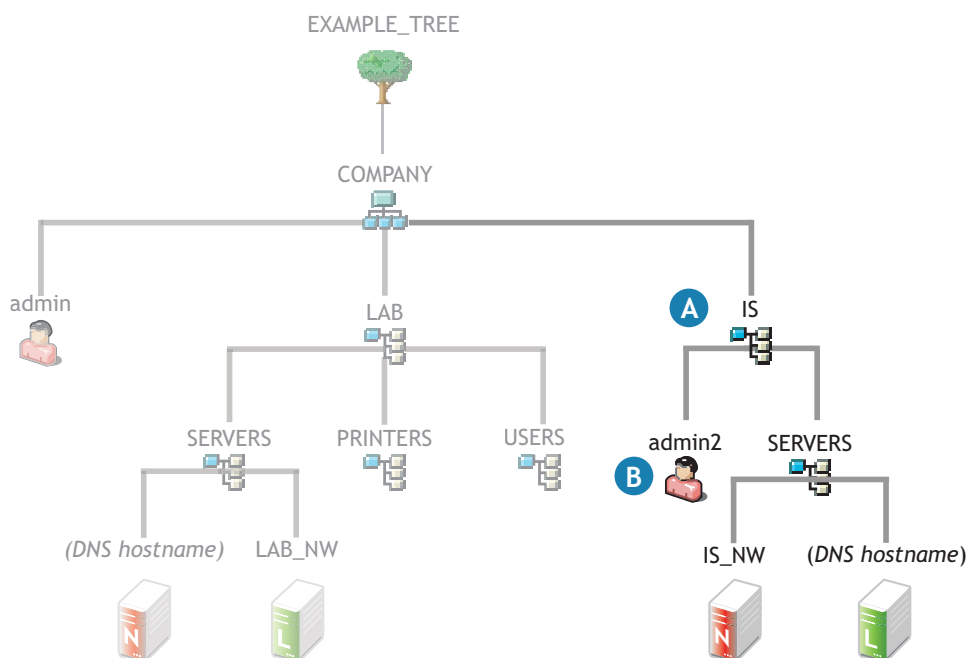 EXAMPLE_TREE
COMPANY
admin
LAB
A
IS
SERVERS
PRINTERS
USERS
admin2
SERVERS
B
(DNS hostname)
LAB_NW
IS_NW
(DNS hostname)
N
L
N
L